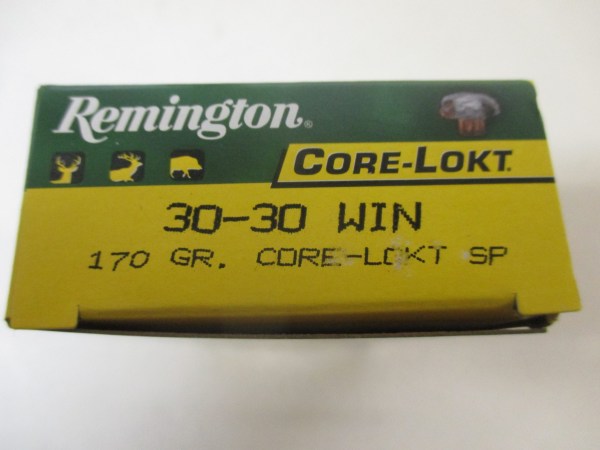 Remington®
CORE-LOKT.
30-30 WIN
170 GR. CORE-LOKT SP